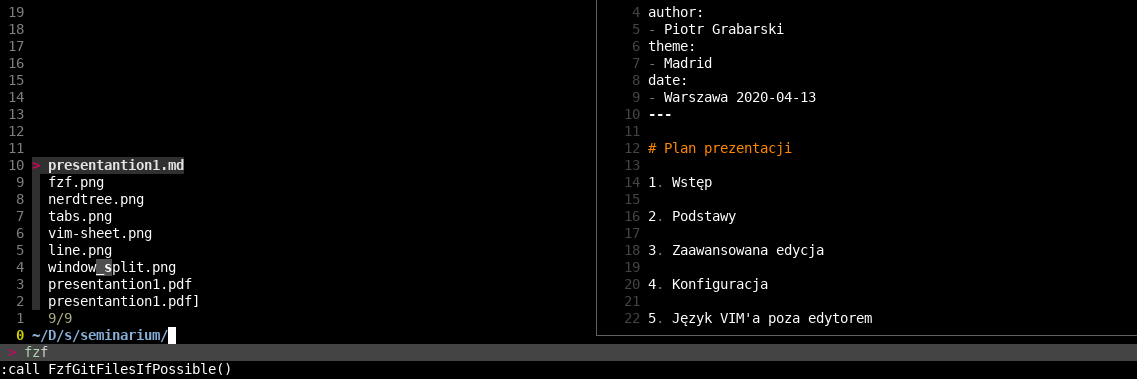 19
18
17
16
15
14
13
12
11
10 > presentantion1.md
9 fzf.png
8 nerdtree.png
7 tabs.png
6 vim-sheet.png
5 line.png
4 window_split.png
3 presentantion1.pdf
2 presentantion1.pdf]
1 9/9
0 ~/D/s/seminarium/
4 author:
5 - Piotr Grabarski
6 theme:
7 - Madrid
8 date:
9 - Warszawa 2020-04-13
10 ---
11
12 # Plan prezentacji
13
14 1. Wstęp
15
16 2. Podstawy
17
18 3. Zaawansowana edycja
19
20 4. Konfiguracja
21
22 5. Język VIM'a poza edytorem
> fzf
:call FzfGitFilesIfPossible()